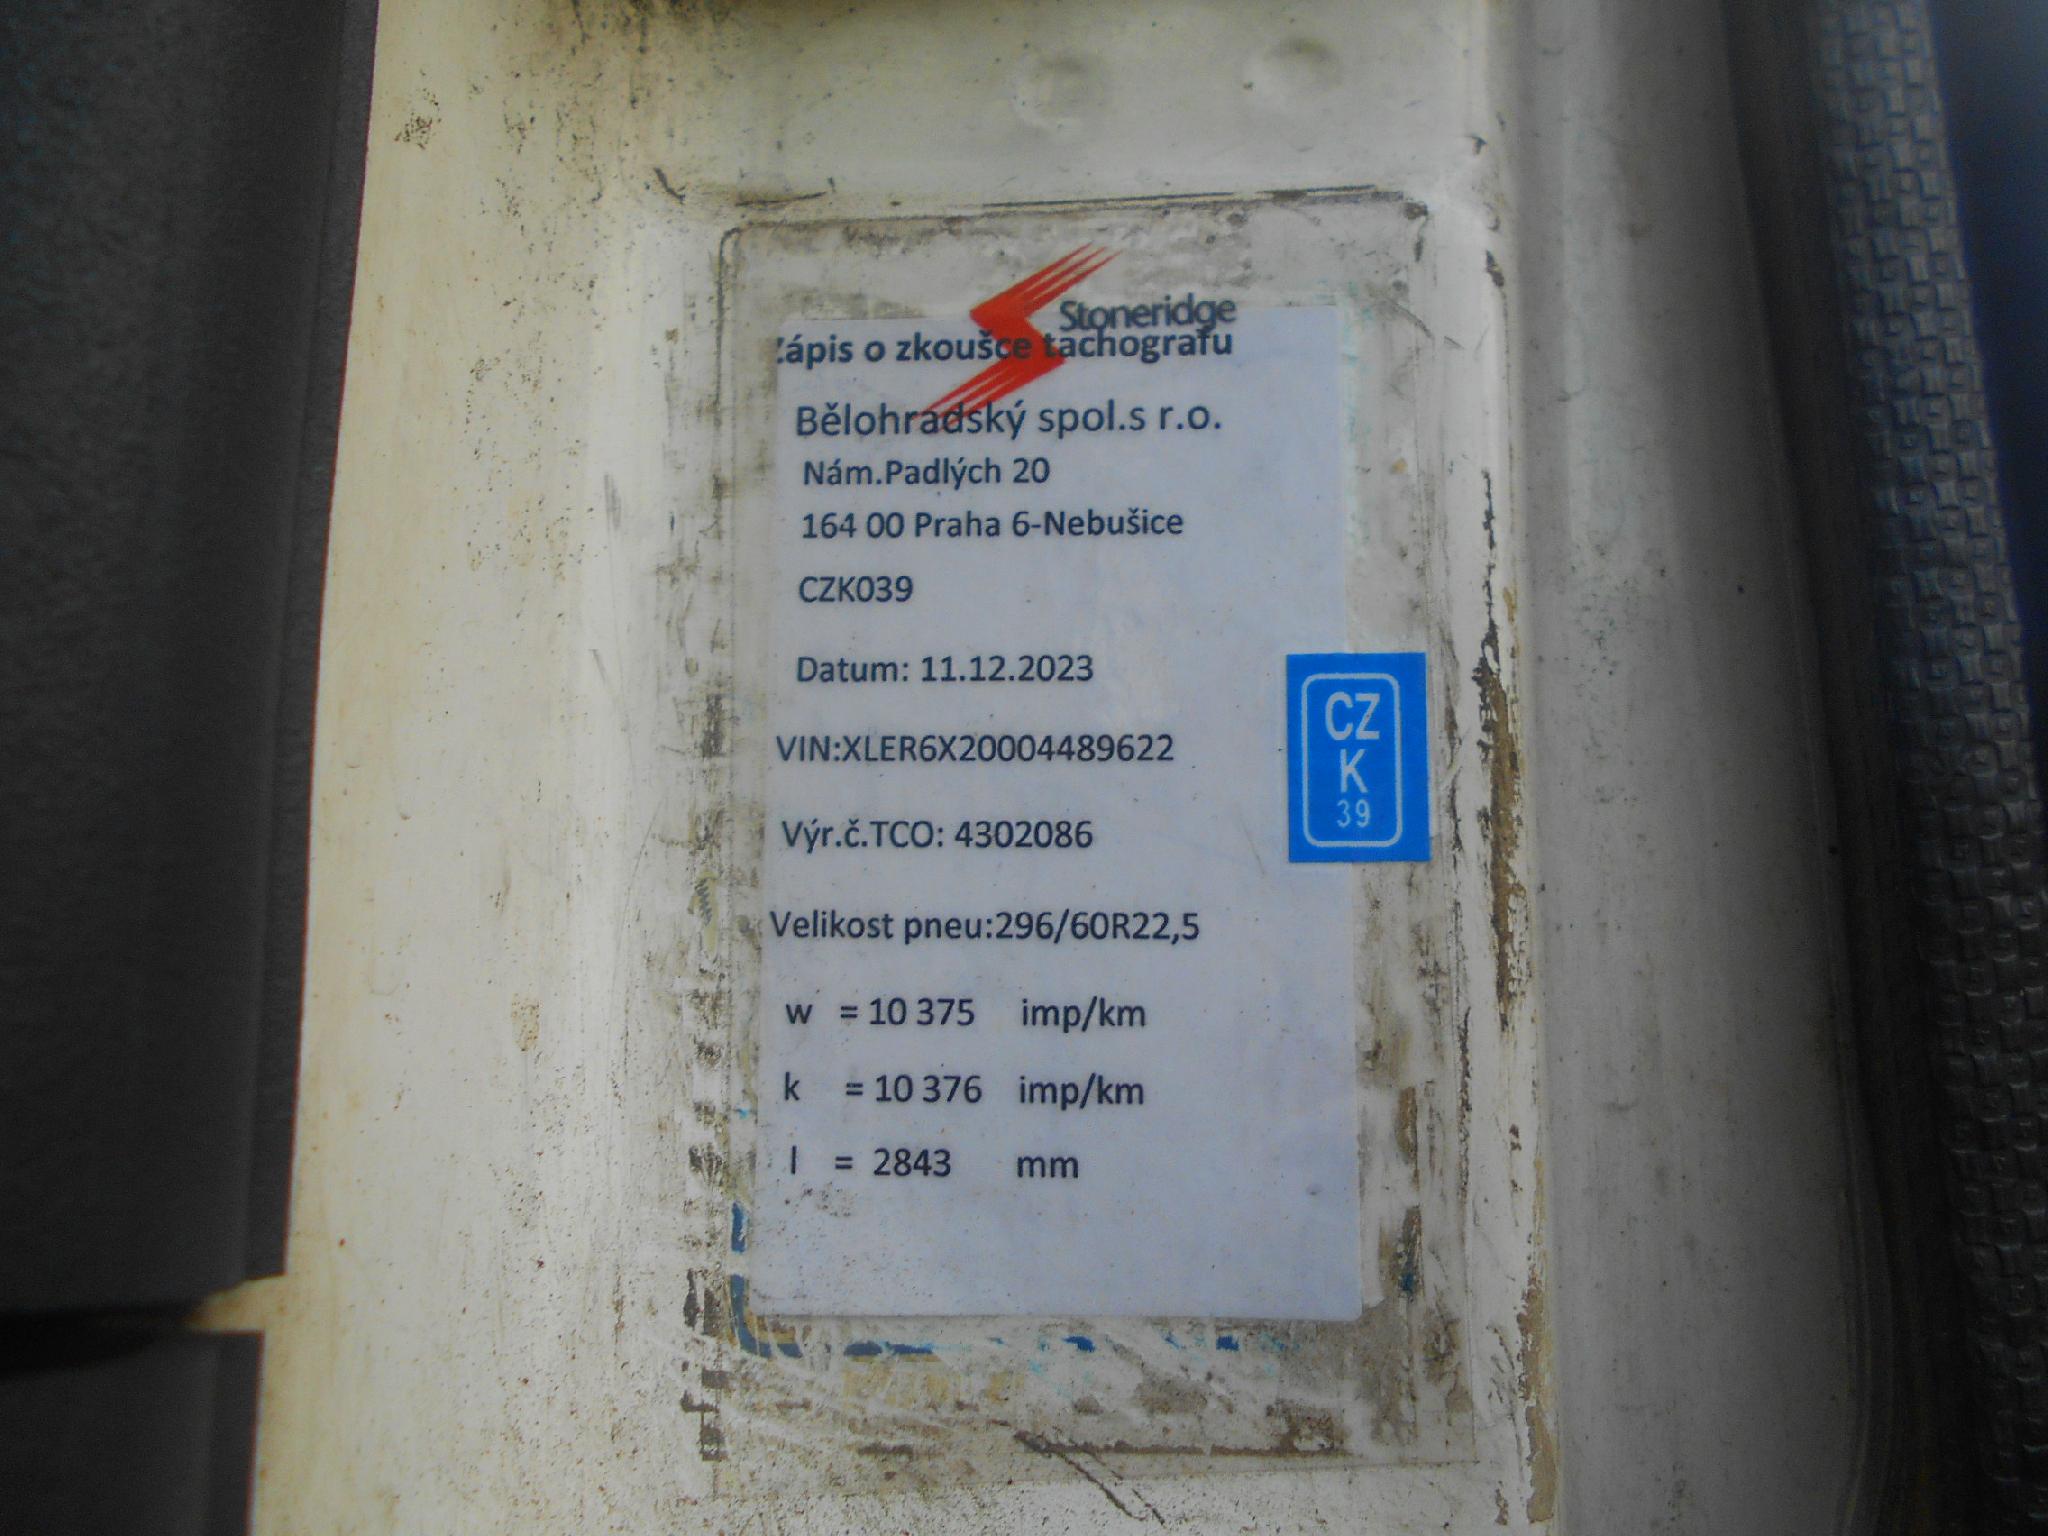 Stoneridge
Zápis o zkoušce tachografu
Bělohradský spol.s r.o.
Nám.Padlých 20
164 00 Praha 6-Nebušice
CZK039
Datum: 11.12.2023
VIN:XLER6X20004489622
Výr.č.TCO: 4302086
Velikost pneu:296/60R22,5
w = 10 375 imp/km
k = 10 376 imp/km
l = 2843 mm
CZ
K
39